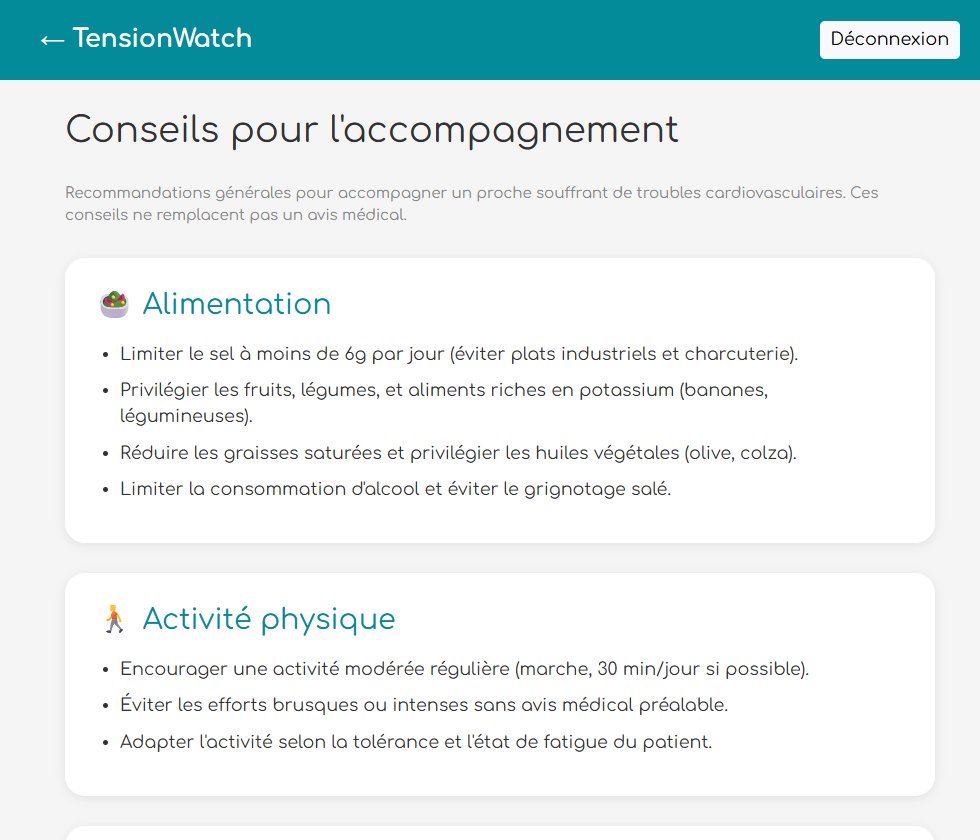 ← TensionWatch
Déconnexion
Conseils pour l'accompagnement
Recommandations générales pour accompagner un proche souffrant de troubles cardiovasculaires. Ces
conseils ne remplacent pas un avis médical.
Alimentation
• Limiter le sel à moins de 6g par jour (éviter plats industriels et charcuterie).
• Privilégier les fruits, légumes, et aliments riches en potassium (bananes,
légumineuses).
• Réduire les graisses saturées et privilégier les huiles végétales (olive, colza).
• Limiter la consommation d'alcool et éviter le grignotage salé.
Activité physique
• Encourager une activité modérée régulière (marche, 30 min/jour si possible).
• Éviter les efforts brusques ou intenses sans avis médical préalable.
• Adapter l'activité selon la tolérance et l'état de fatigue du patient.